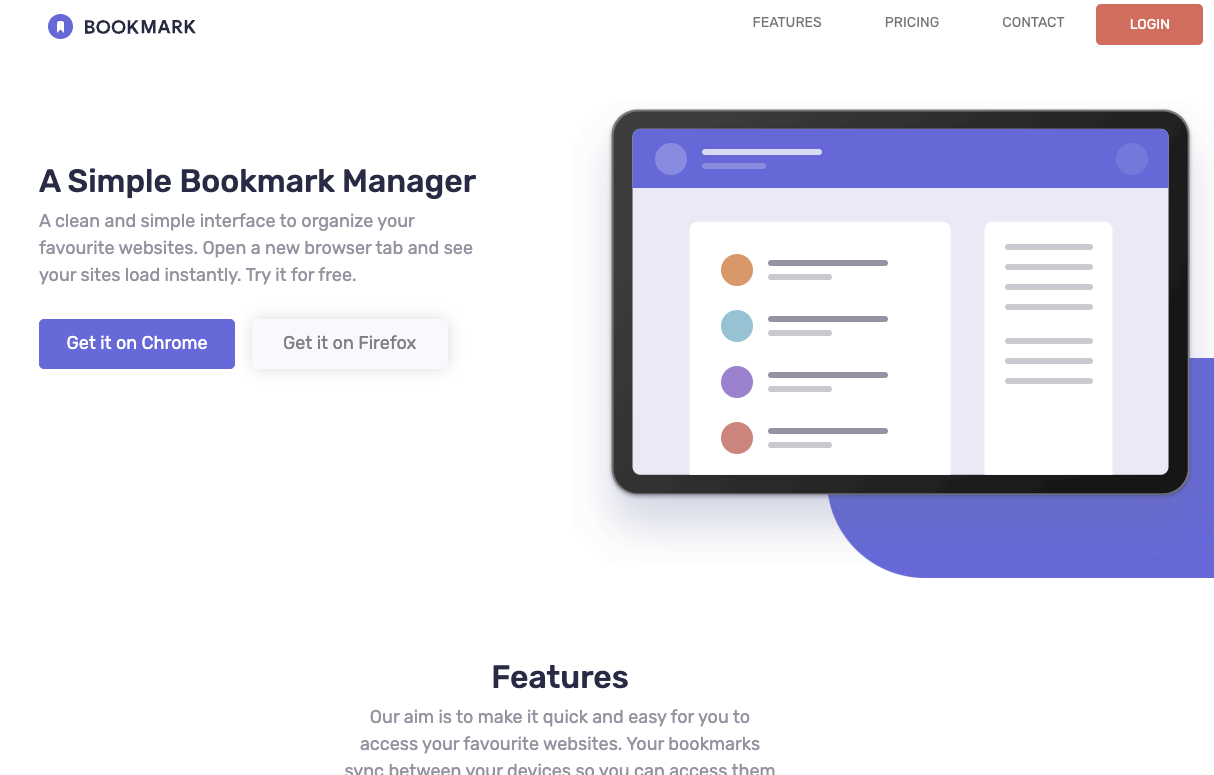 BOOKMARK
FEATURES
PRICING
CONTACT
LOGIN
A Simple Bookmark Manager
A clean and simple interface to organize your
favourite websites. Open a new browser tab and see
your sites load instantly. Try it for free.
Get it on Chrome
Get it on Firefox
Features
Our aim is to make it quick and easy for you to
access your favourite websites. Your bookmarks
sync between your devices so you can access them